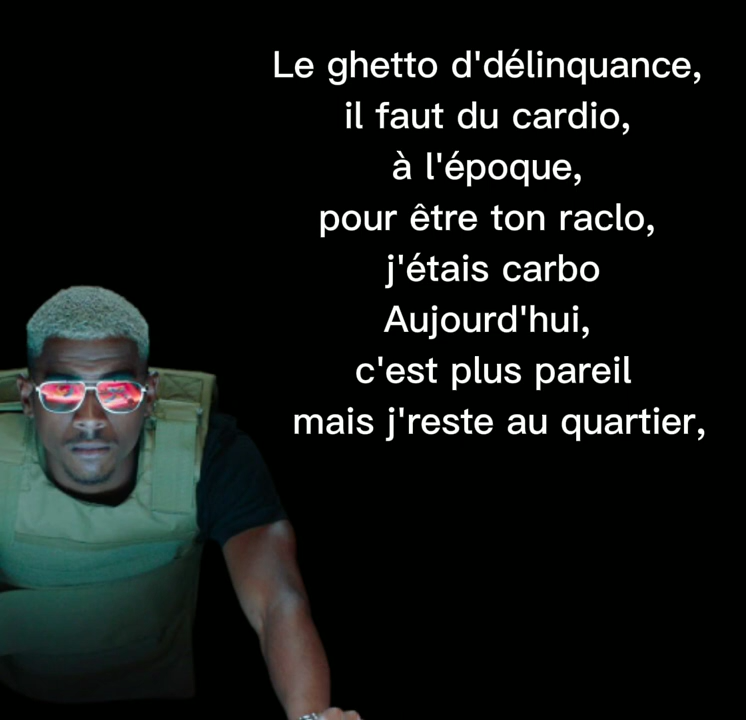 Le ghetto d'délinquance,
il faut du cardio,
à l'époque,
pour être ton raclo,
j'étais carbo
Aujourd'hui,
c'est plus pareil
mais j'reste au quartier,